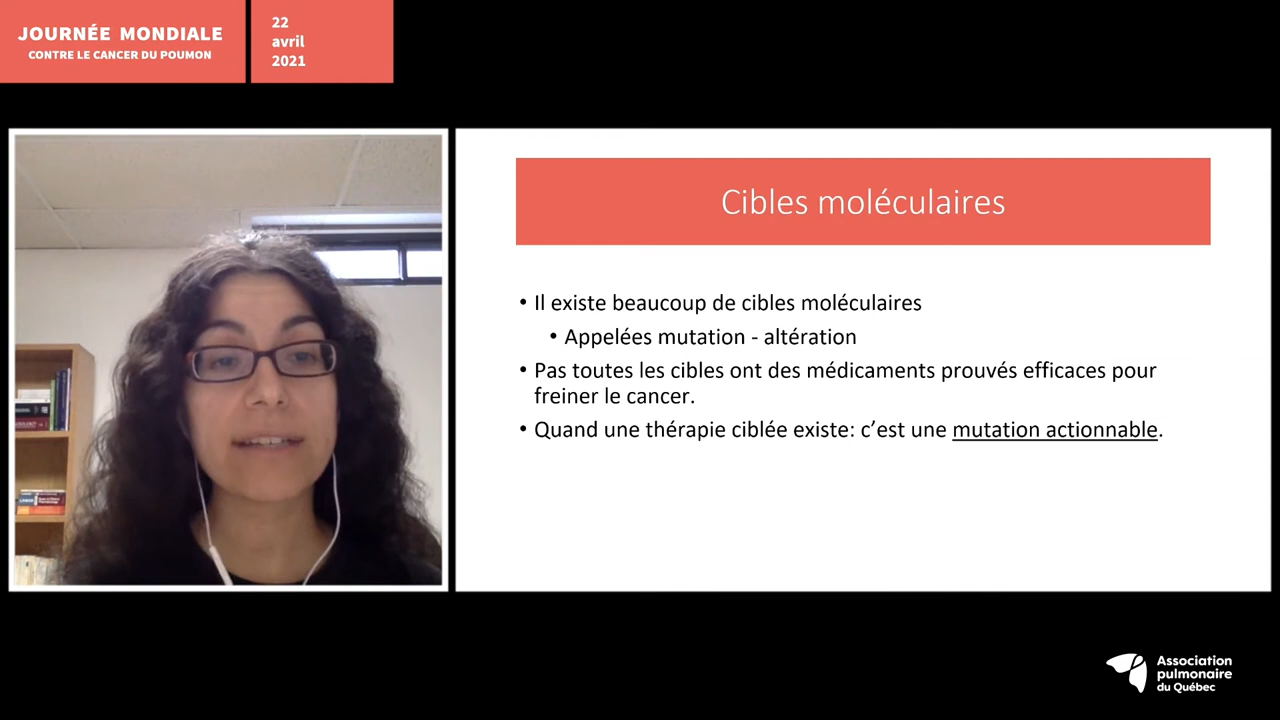 JOURNÉE MONDIALE
CONTRE LE CANCER DU POUMON
22
avril
2021
Cibles moléculaires
• Il existe beaucoup de cibles moléculaires
• Appelées mutation - altération
• Pas toutes les cibles ont des médicaments prouvés efficaces pour
freiner le cancer.
• Quand une thérapie ciblée existe: c’est une mutation actionnable.
Association
pulmonaire
du Québec